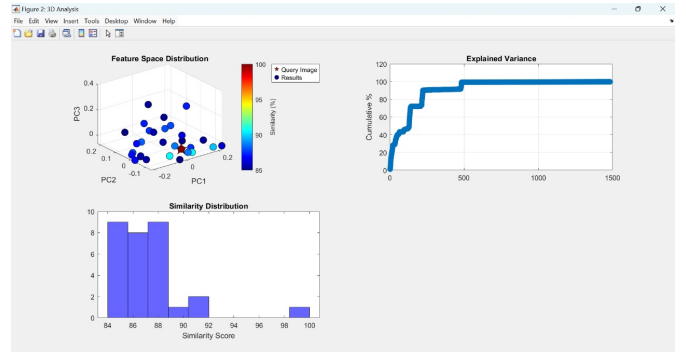 Figure 2: 3D Analysis
File Edit View Insert Tools Desktop Window Help
Feature Space Distribution
0.4
0.2
0
PC3
0.2
0.1
0
-0.1
PC2
-0.2
0
0.2
PC1
100
95
90
85
Similarity (%)
Query Image
Results
Explained Variance
120
100
80
60
40
20
0
Cumulative %
0 500 1000 1500
Similarity Distribution
10
8
6
4
2
0
84 86 88 90 92 94 96 98 100
Similarity Score